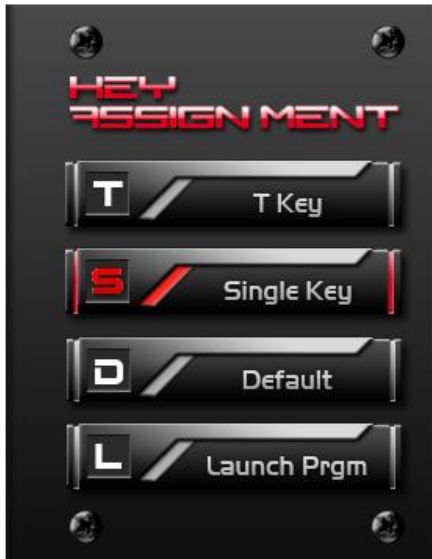 KEY
ASSIGNMENT
T T Key
S Single Key
D Default
L Launch Prgm